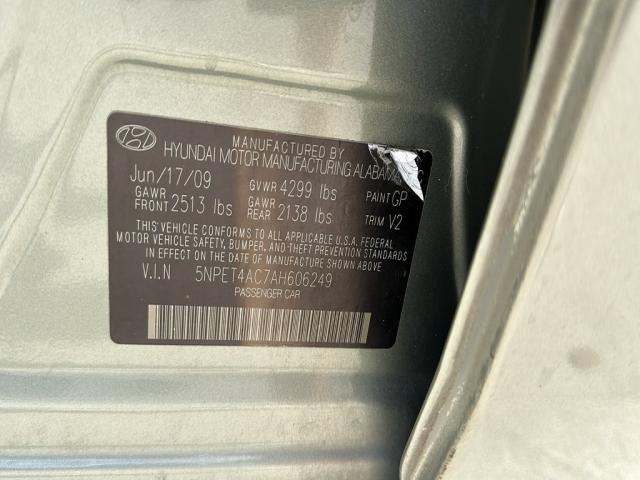 MANUFACTURED BY
HYUNDAI MOTOR MANUFACTURING ALABAMA
Jun/17/09 GVWR 4299 lbs PAINT GP
GAWR FRONT 2513 lbs GAWR REAR 2138 lbs TRIM V2
THIS VEHICLE CONFORMS TO ALL APPLICABLE U.S.A. FEDERAL
MOTOR VEHICLE SAFETY, BUMPER, AND THEFT PREVENTION STANDARDS
IN EFFECT ON THE DATE OF MANUFACTURE SHOWN ABOVE.
V.I.N 5NPET4AC7AH606249
PASSENGER CAR